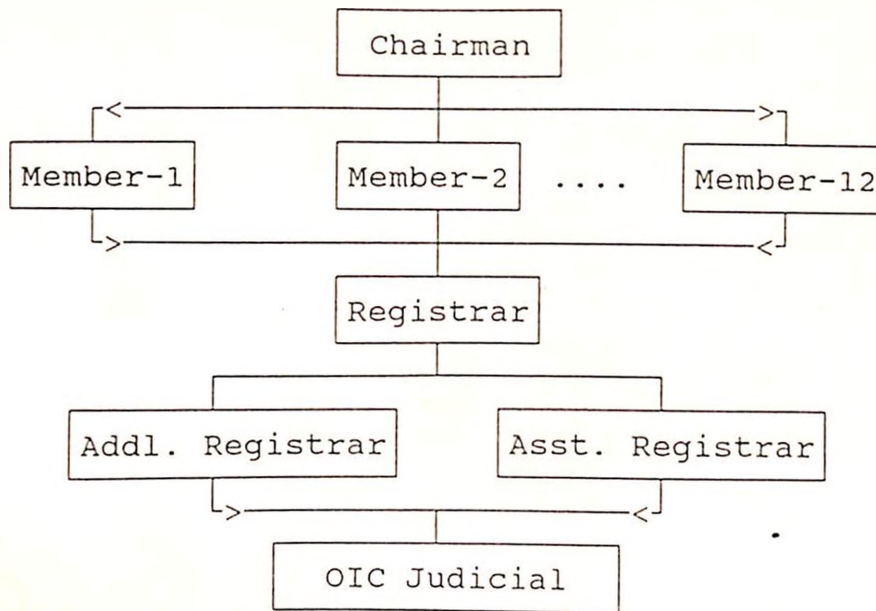 Chairman
Member-1 Member-2 .... Member-12
Registrar
Addl. Registrar Asst. Registrar
OIC Judicial